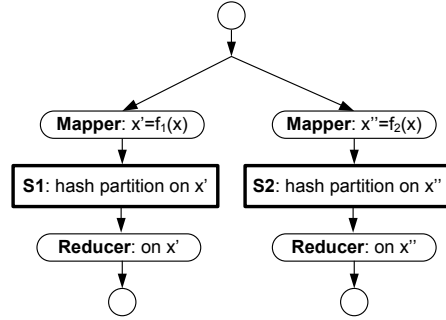 Mapper: x'=f₁(x)
Mapper: x''=f₂(x)
S1: hash partition on x'
S2: hash partition on x''
Reducer: on x'
Reducer: on x''